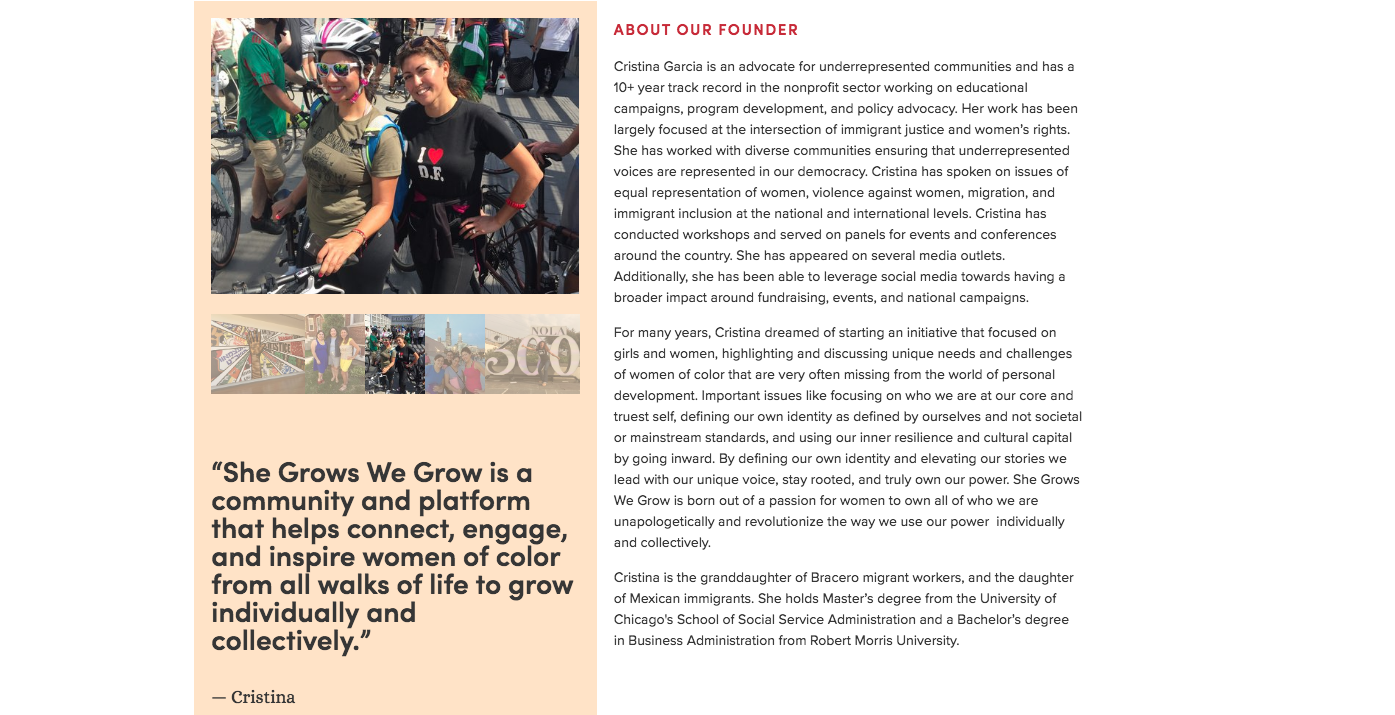 I ❤ D.F.
NOLA
300
“She Grows We Grow is a
community and platform
that helps connect, engage,
and inspire women of color
from all walks of life to grow
individually and
collectively.”
— Cristina
ABOUT OUR FOUNDER
Cristina Garcia is an advocate for underrepresented communities and has a
10+ year track record in the nonprofit sector working on educational
campaigns, program development, and policy advocacy. Her work has been
largely focused at the intersection of immigrant justice and women’s rights.
She has worked with diverse communities ensuring that underrepresented
voices are represented in our democracy. Cristina has spoken on issues of
equal representation of women, violence against women, migration, and
immigrant inclusion at the national and international levels. Cristina has
conducted workshops and served on panels for events and conferences
around the country. She has appeared on several media outlets.
Additionally, she has been able to leverage social media towards having a
broader impact around fundraising, events, and national campaigns.
For many years, Cristina dreamed of starting an initiative that focused on
girls and women, highlighting and discussing unique needs and challenges
of women of color that are very often missing from the world of personal
development. Important issues like focusing on who we are at our core and
truest self, defining our own identity as defined by ourselves and not societal
or mainstream standards, and using our inner resilience and cultural capital
by going inward. By defining our own identity and elevating our stories we
lead with our unique voice, stay rooted, and truly own our power. She Grows
We Grow is born out of a passion for women to own all of who we are
unapologetically and revolutionize the way we use our power  individually
and collectively.
Cristina is the granddaughter of Bracero migrant workers, and the daughter
of Mexican immigrants. She holds Master’s degree from the University of
Chicago's School of Social Service Administration and a Bachelor’s degree
in Business Administration from Robert Morris University.